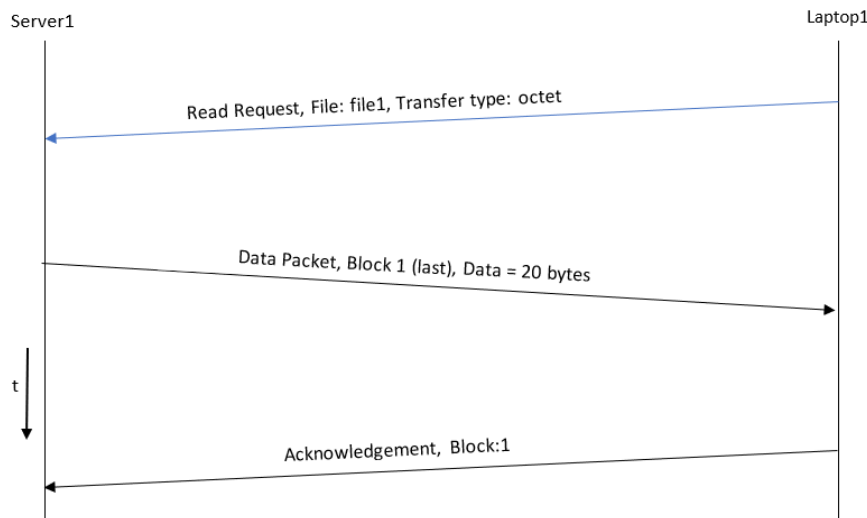 Server1
Laptop1
Read Request, File: file1, Transfer type: octet
Data Packet, Block 1 (last), Data = 20 bytes
t
Acknowledgement, Block:1